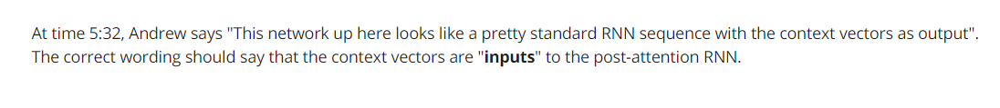 At time 5:32, Andrew says "This network up here looks like a pretty standard RNN sequence with the context vectors as output".
The correct wording should say that the context vectors are "inputs" to the post-attention RNN.